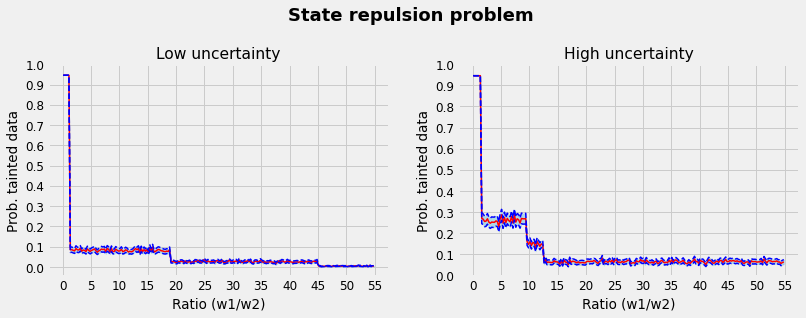 State repulsion problem
Low uncertainty
High uncertainty
Prob. tainted data
1.0
0.9
0.8
0.7
0.6
0.5
0.4
0.3
0.2
0.1
0.0
0 5 10 15 20 25 30 35 40 45 50 55
Ratio (w1/w2)
Prob. tainted data
1.0
0.9
0.8
0.7
0.6
0.5
0.4
0.3
0.2
0.1
0.0
0 5 10 15 20 25 30 35 40 45 50 55
Ratio (w1/w2)